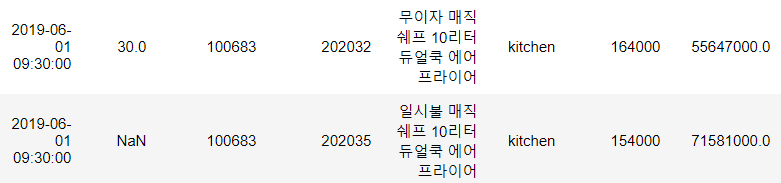 2019-06-01 09:30:00 30.0 100683 202032 무이자 매직쉐프 10리터 듀얼쿡 에어프라이어 kitchen 164000 55647000.0
2019-06-01 09:30:00 NaN 100683 202035 일시불 매직쉐프 10리터 듀얼쿡 에어프라이어 kitchen 154000 71581000.0